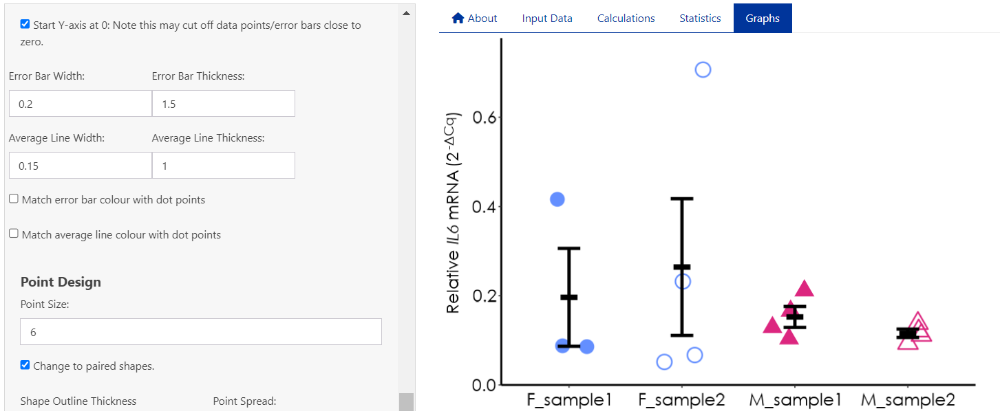 Start Y-axis at 0: Note this may cut off data points/error bars close to
zero.
Error Bar Width: Error Bar Thickness:
0.2 1.5
Average Line Width: Average Line Thickness:
0.15 1
Match error bar colour with dot points
Match average line colour with dot points
Point Design
Point Size:
6
Change to paired shapes.
Shape Outline Thickness Point Spread:
About Input Data Calculations Statistics Graphs
Relative IL6 mRNA (2^-ΔCq)
0.6
0.4
0.2
0.0
F_sample1 F_sample2 M_sample1 M_sample2